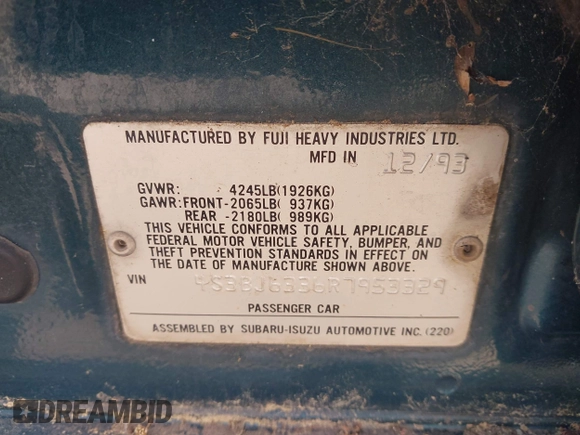 MANUFACTURED BY FUJI HEAVY INDUSTRIES LTD.
MFD IN 12/93
GVWR: 4245LB(1926KG)
GAWR:FRONT-2065LB( 937KG)
REAR -2180LB( 989KG)
THIS VEHICLE CONFORMS TO ALL APPLICABLE
FEDERAL MOTOR VEHICLE SAFETY, BUMPER, AND
THEFT PREVENTION STANDARDS IN EFFECT ON
THE DATE OF MANUFACTURE SHOWN ABOVE.
VIN
PASSENGER CAR
ASSEMBLED BY SUBARU-ISUZU AUTOMOTIVE INC.(220)
DREAMBID